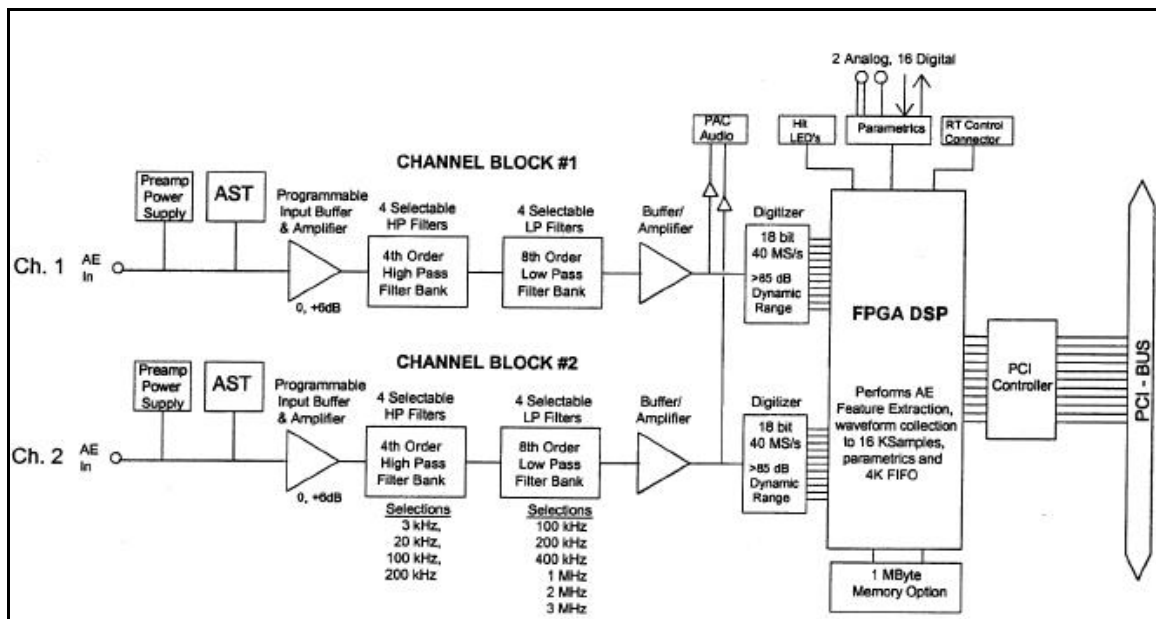 2 Analog, 16 Digital
PAC
Audio
Hit
LED's
Parametrics
RT Control
Connector
CHANNEL BLOCK #1
Preamp
Power
Supply
AST
Programmable
Input Buffer
& Amplifier
4 Selectable
HP Filters
4 Selectable
LP Filters
Buffer/
Amplifier
Digitizer
Ch. 1
AE
In
0, +6dB
4th Order
High Pass
Filter Bank
8th Order
Low Pass
Filter Bank
18 bit
40 MS/s
>85 dB
Dynamic
Range
FPGA DSP
Performs AE
Feature Extraction,
waveform collection
to 16 KSamples,
parametrics and
4K FIFO
PCI
Controller
PCI - BUS
CHANNEL BLOCK #2
Preamp
Power
Supply
AST
Programmable
Input Buffer
& Amplifier
4 Selectable
HP Filters
4 Selectable
LP Filters
Buffer/
Amplifier
Digitizer
Ch. 2
AE
In
0, +6dB
4th Order
High Pass
Filter Bank
8th Order
Low Pass
Filter Bank
18 bit
40 MS/s
>85 dB
Dynamic
Range
Selections
3 kHz,
20 kHz,
100 kHz,
200 kHz
Selections
100 kHz
200 kHz
400 kHz
1 MHz
2 MHz
3 MHz
1 MByte
Memory Option